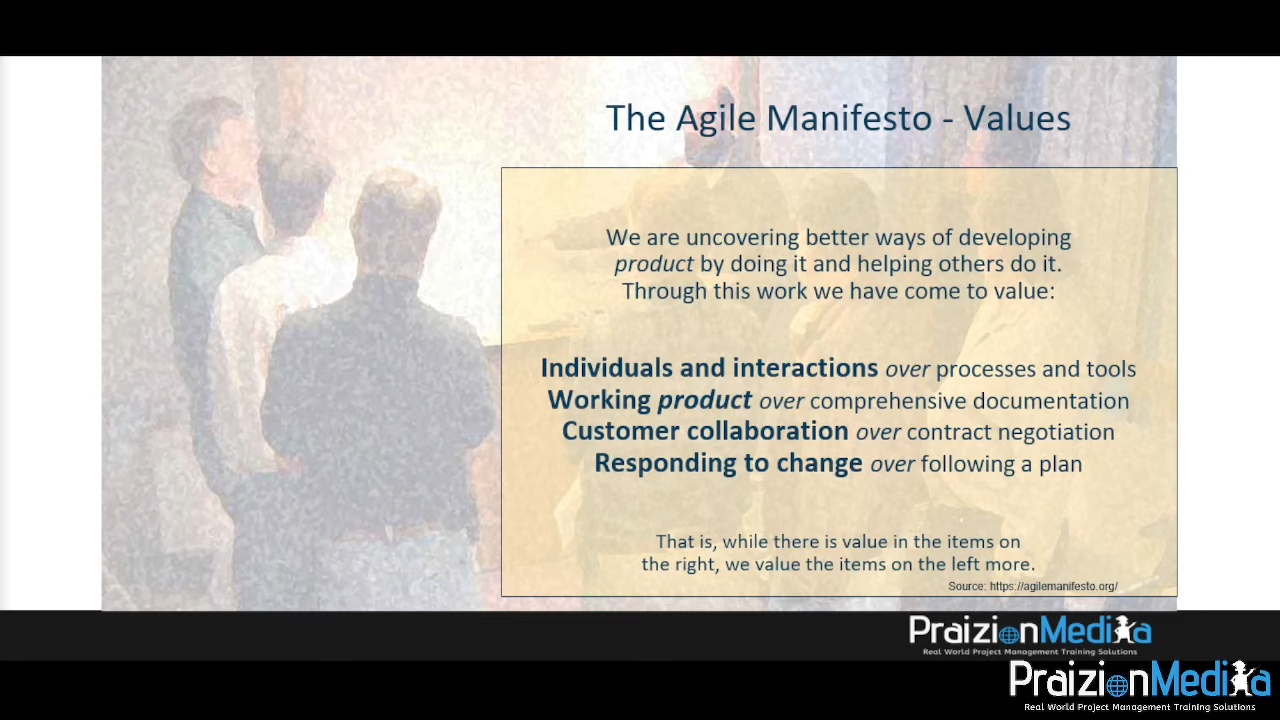 The Agile Manifesto - Values
We are uncovering better ways of developing
product by doing it and helping others do it.
Through this work we have come to value:
Individuals and interactions over processes and tools
Working product over comprehensive documentation
Customer collaboration over contract negotiation
Responding to change over following a plan
That is, while there is value in the items on
the right, we value the items on the left more.
Source: https://agilemanifesto.org/
PraizionMedia
Real World Project Management Training Solutions
PraizionMedia
Real World Project Management Training Solutions